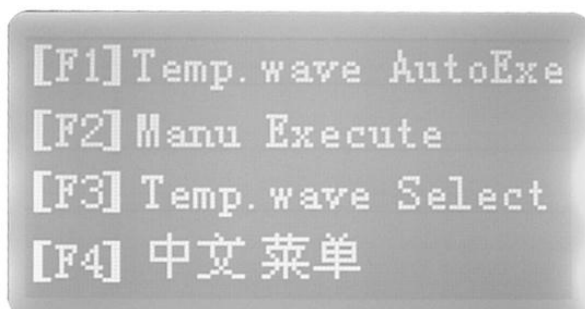 [F1] Temp. wave AutoExe
[F2] Manu Execute
[F3] Temp. wave Select
[F4] 中文菜单